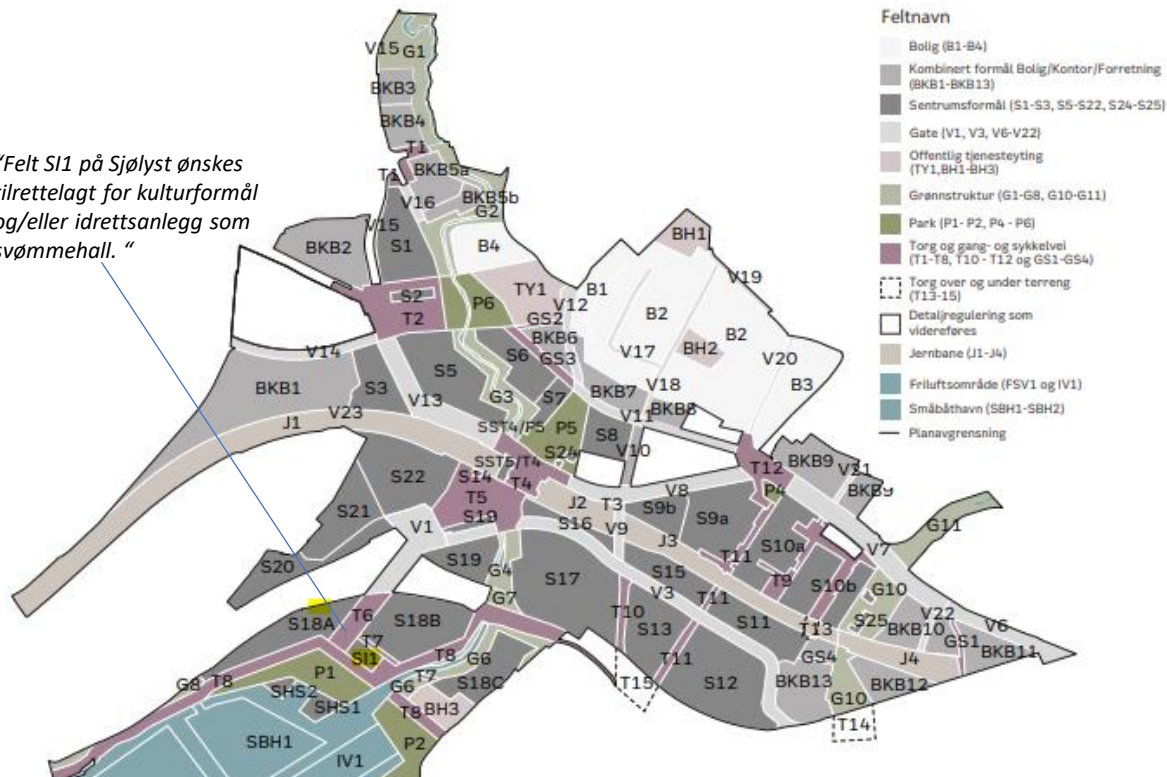 Feltnavn
Bolig (B1-B4)
Kombinert formål Bolig/Kontor/Forretning
(BKB1-BKB13)
Sentrumsformål (S1-S3, S5-S22, S24-S25)
Gate (V1, V3, V6-V22)
Offentlig tjenesteyting
(TY1,BH1-BH3)
Grønnstruktur (G1-G8, G10-G11)
Park (P1- P2, P4 - P6)
Torg og gang- og sykkelvei
(T1-T8, T10 - T12 og GS1-GS4)
Torg over og under terreng
(T13-15)
Detaljregulering som
videreføres
Jernbane (J1-J4)
Friluftsområde (FSV1 og IV1)
Småbåthavn (SBH1-SBH2)
Planavgrensning
"Felt SI1 på Sjølyst ønskes
tilrettelagt for kulturformål
og/eller idrettsanlegg som
svømmehall. "
V15 G1
BKB3
BKB4
T1
T1
BKB5a
V16
BKB5b
G2
V15
S1
BKB2
B4
BH1
V19
S2
T2
P6
TY1
V12
B1
GS2
B2
BKB6
GS3
V17
BH2
B2
V20
B3
V14
BKB1
S3
S5
S6
V13
V23
J1
G3
S7
BKB7
V18
BKB8
V11
SST4/P5
P5
S8
V10
S24
SST5/T4
S14
T4
T5
S19
S22
S21
V1
S20
J2
T3
V8
S16
V9
S9b
S9a
J3
T12
P4
BKB9
V21
BKB9
G11
S19
G4
G7
S17
S15
V3
T11
S10a
T9
S10b
V7
G10
S18A
T6
S18B
T7
SI1
T8
G6
T10
S13
T11
S11
T13
S25
BKB10
V22
V6
GS1
BKB11
G8
T8
P1
SHS2
SHS1
G6
T7
S18C
T8
BH3
T11
T15
S12
GS4
BKB13
J4
BKB12
G10
T14
SBH1
IV1
P2